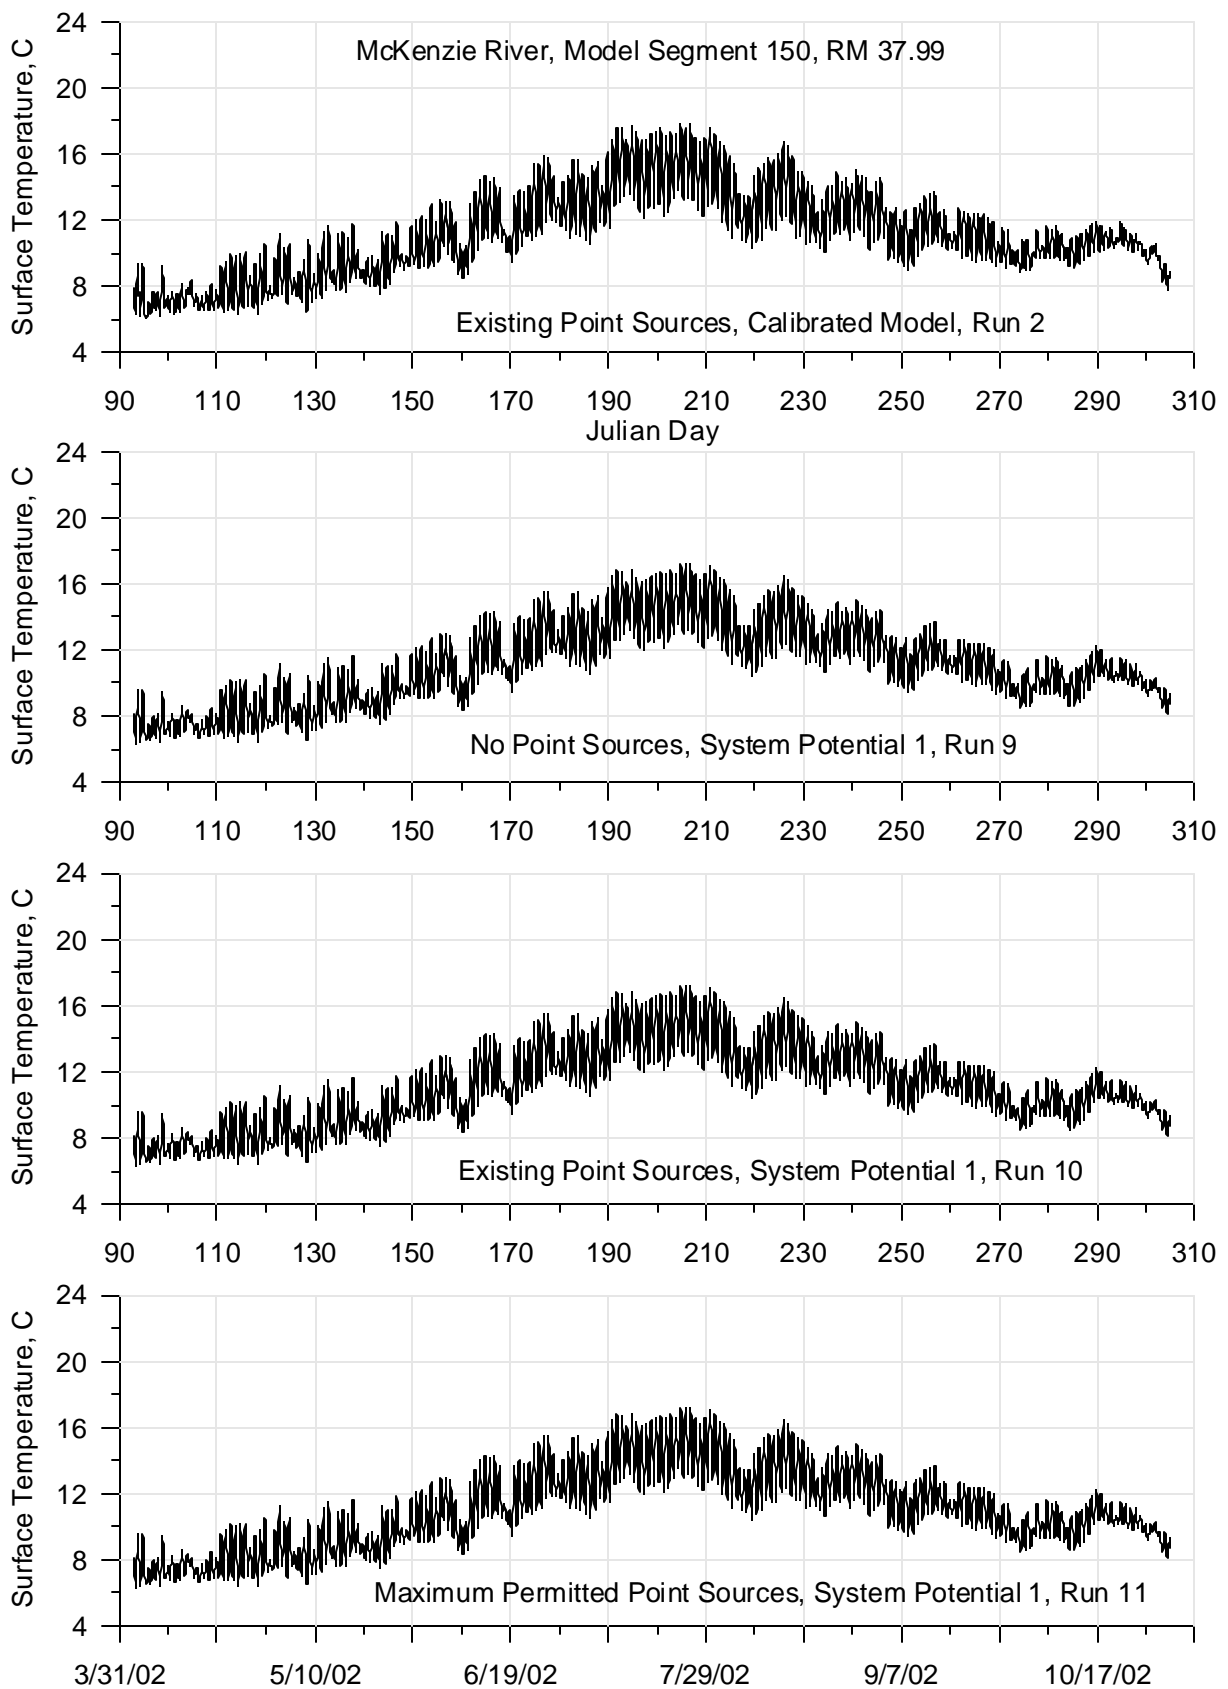 24
McKenzie River, Model Segment 150, RM 37.99
20
16
12
8
Existing Point Sources, Calibrated Model, Run 2
4
Surface Temperature, C
90 110 130 150 170 190 210 230 250 270 290 310
Julian Day
24
20
16
12
8
No Point Sources, System Potential 1, Run 9
4
Surface Temperature, C
90 110 130 150 170 190 210 230 250 270 290 310
24
20
16
12
8
Existing Point Sources, System Potential 1, Run 10
4
Surface Temperature, C
90 110 130 150 170 190 210 230 250 270 290 310
24
20
16
12
8
Maximum Permitted Point Sources, System Potential 1, Run 11
4
Surface Temperature, C
3/31/02 5/10/02 6/19/02 7/29/02 9/7/02 10/17/02